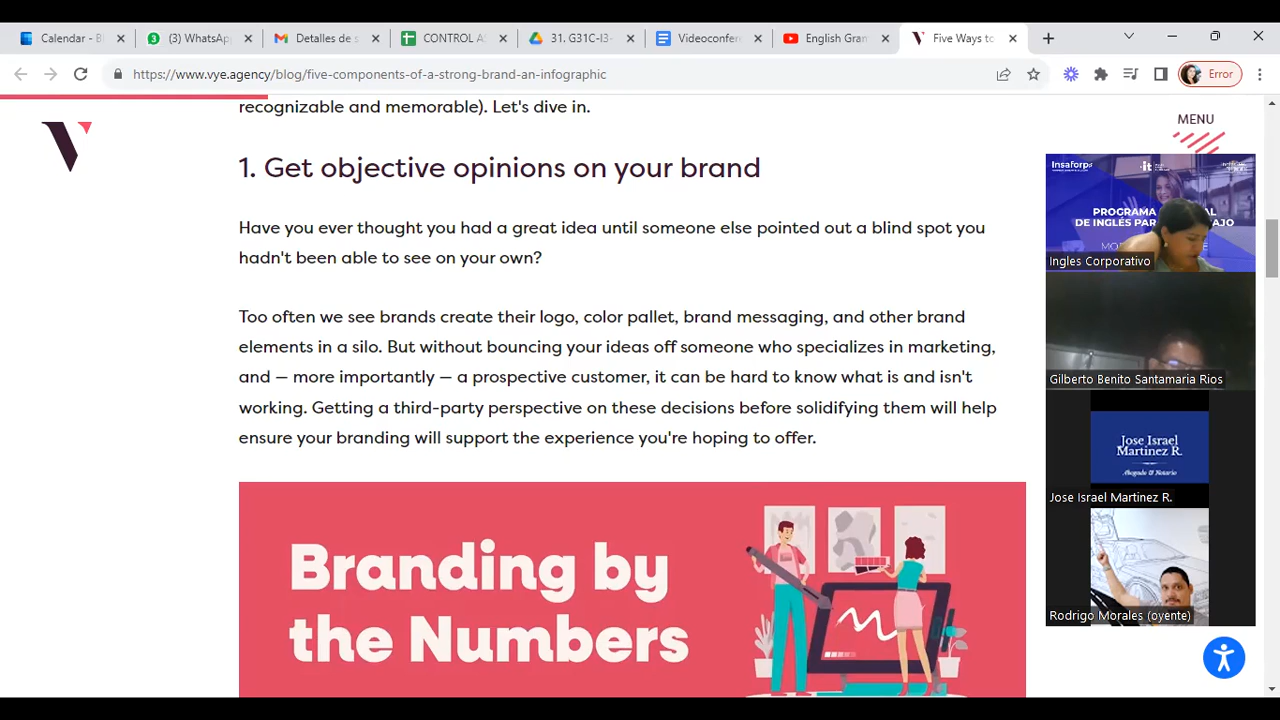 Calendar - B
(3) WhatsAp
Detalles de s
CONTROL A
31, G31C-I3-
Videoconfer
English Gran
Five Ways to
https://www.vye.agency/blog/five-components-of-a-strong-brand-an-infographic
Error
recognizable and memorable). Let's dive in.
MENU
1. Get objective opinions on your brand
Have you ever thought you had a great idea until someone else pointed out a blind spot you
hadn't been able to see on your own?
Too often we see brands create their logo, color pallet, brand messaging, and other brand
elements in a silo. But without bouncing your ideas off someone who specializes in marketing,
and — more importantly — a prospective customer, it can be hard to know what is and isn't
working. Getting a third-party perspective on these decisions before solidifying them will help
ensure your branding will support the experience you're hoping to offer.
Branding by
the Numbers
Insaforp
it
PROGRAMA AL
DE INGLÉS PAR AJO
MO
Ingles Corporativo
Gilberto Benito Santamaria Rios
Jose Israel
Martinez R.
Abogado & Notario
Jose Israel Martinez R.
Rodrigo Morales (oyente)